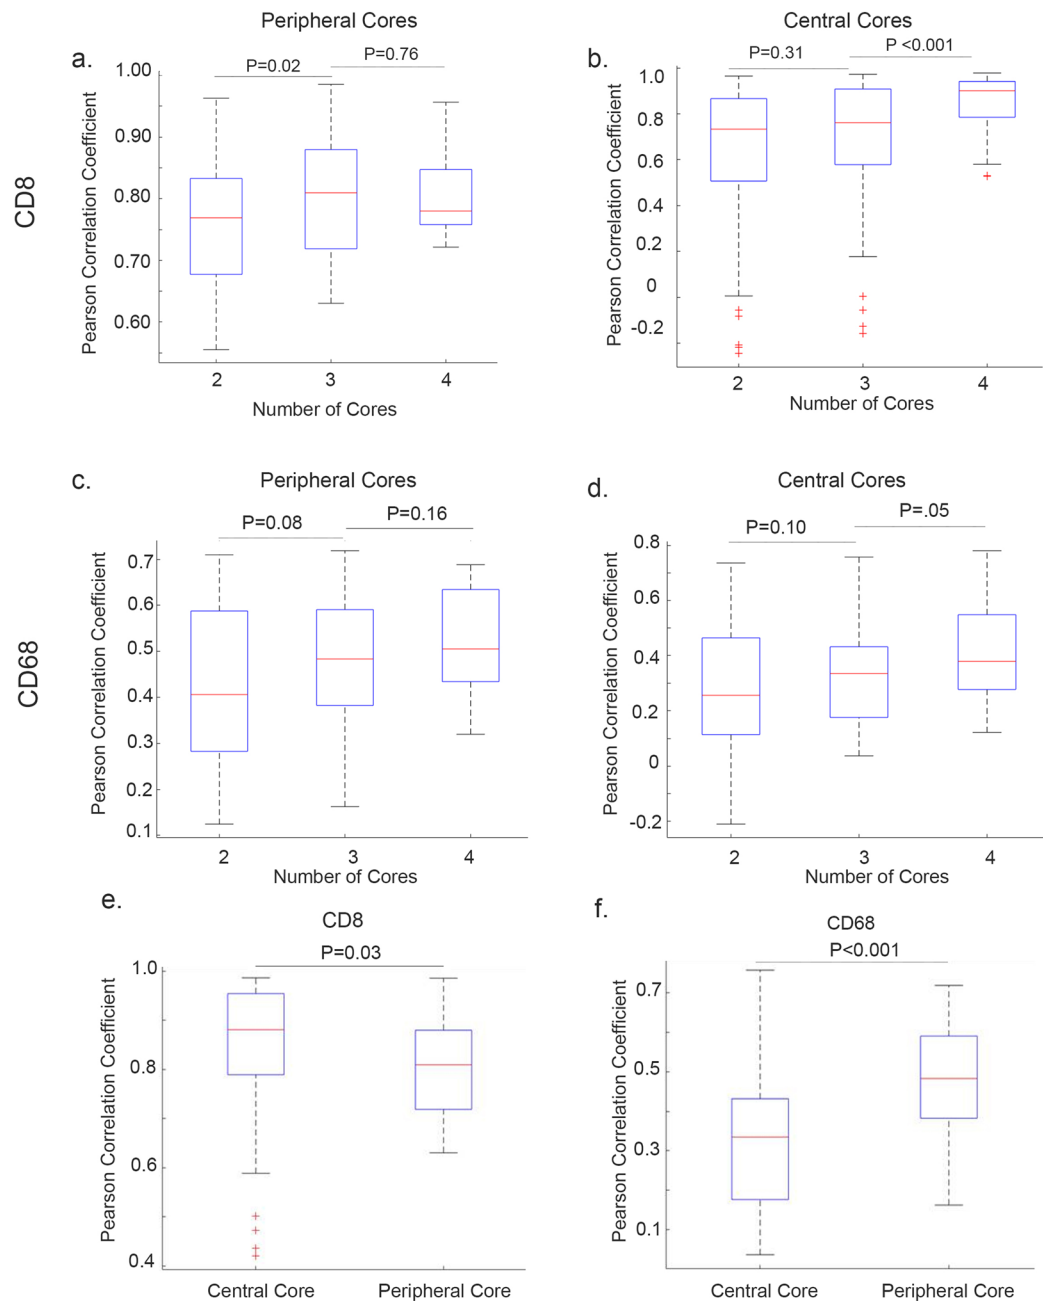 Peripheral Cores
Central Cores
a.
P=0.02
P=0.76
b.
P=0.31
P <0.001
CD8
Pearson Correlation Coefficient
1.00
0.90
0.80
0.70
0.60
2
3
4
Number of Cores
Pearson Correlation Coefficient
1.0
0.8
0.6
0.4
0.2
0
-0.2
2
3
4
Number of Cores
c.
Peripheral Cores
P=0.08
P=0.16
d.
Central Cores
P=0.10
P=.05
CD68
Pearson Correlation Coefficient
0.7
0.6
0.5
0.4
0.3
0.2
0.1
2
3
4
Number of Cores
Pearson Correlation Coefficient
0.8
0.6
0.4
0.2
0
-0.2
2
3
4
Number of Cores
e.
CD8
P=0.03
Pearson Correlation Coefficient
1.0
0.8
0.6
0.4
Central Core
Peripheral Core
f.
CD68
P<0.001
Pearson Correlation Coefficient
0.7
0.5
0.3
0.1
Central Core
Peripheral Core